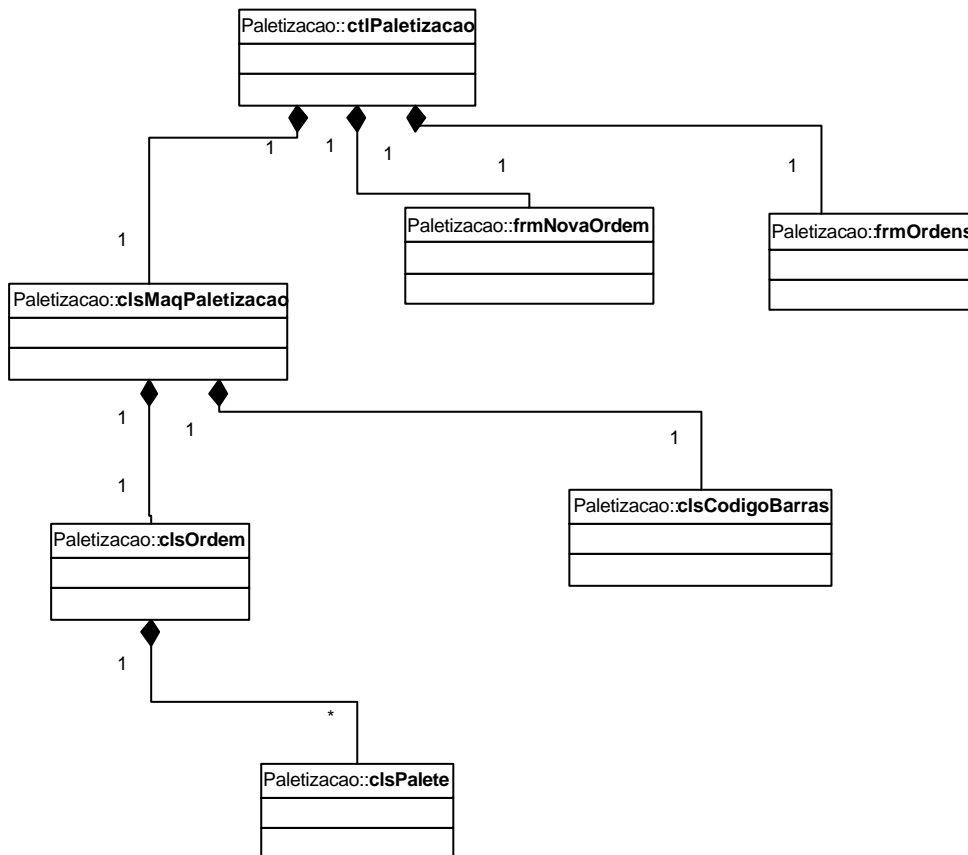 Paletizacao::ctlPaletizacao
1
1
1
1
1
Paletizacao::frmNovaOrdem
Paletizacao::frmOrdens
1
Paletizacao::clsMaqPaletizacao
1
1
1
1
Paletizacao::clsCodigoBarras
Paletizacao::clsOrdem
1
*
Paletizacao::clsPalete